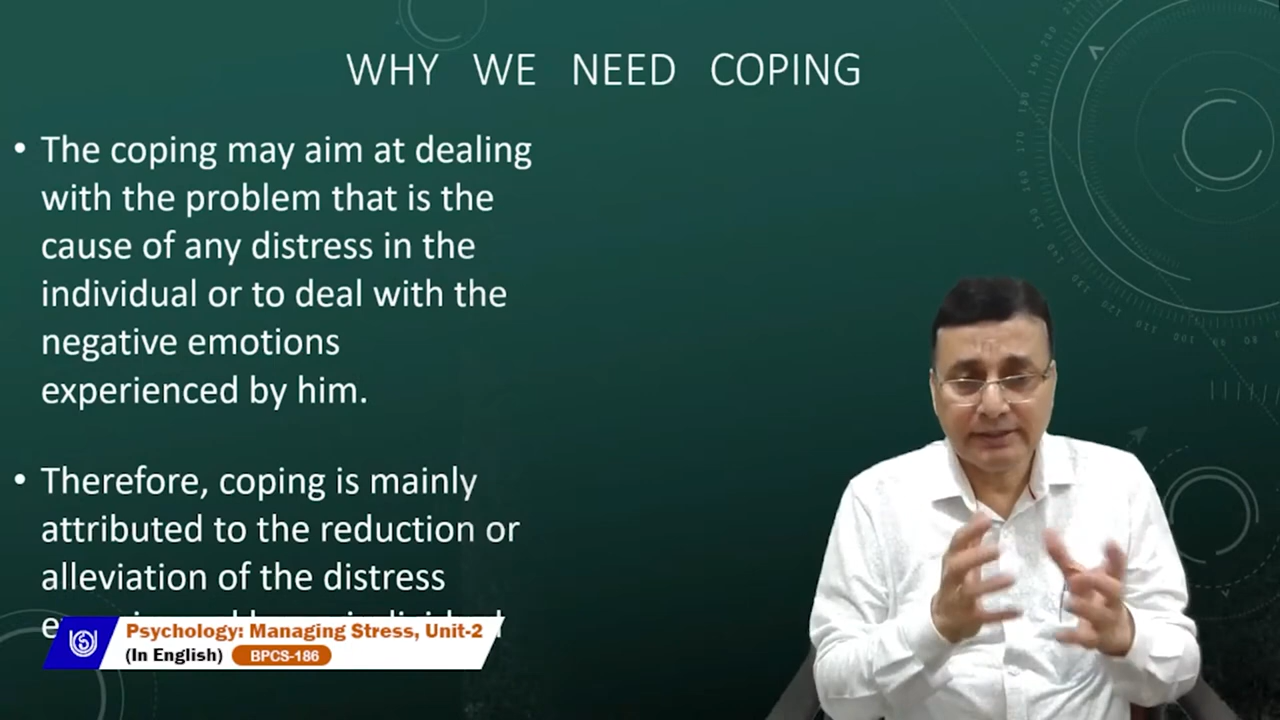 WHY WE NEED COPING
• The coping may aim at dealing
with the problem that is the
cause of any distress in the
individual or to deal with the
negative emotions
experienced by him.
• Therefore, coping is mainly
attributed to the reduction or
alleviation of the distress
Psychology: Managing Stress, Unit-2
(In English) BPCS-186